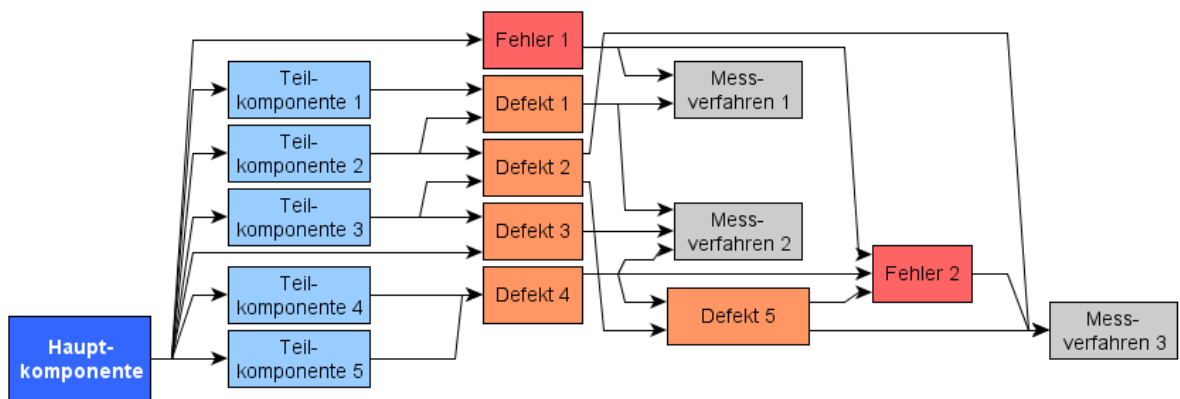 Fehler 1
Teil-
komponente 1
Defekt 1
Mess-
verfahren 1
Teil-
komponente 2
Defekt 2
Teil-
komponente 3
Defekt 3
Mess-
verfahren 2
Teil-
komponente 4
Defekt 4
Fehler 2
Defekt 5
Haupt-
komponente
Teil-
komponente 5
Mess-
verfahren 3